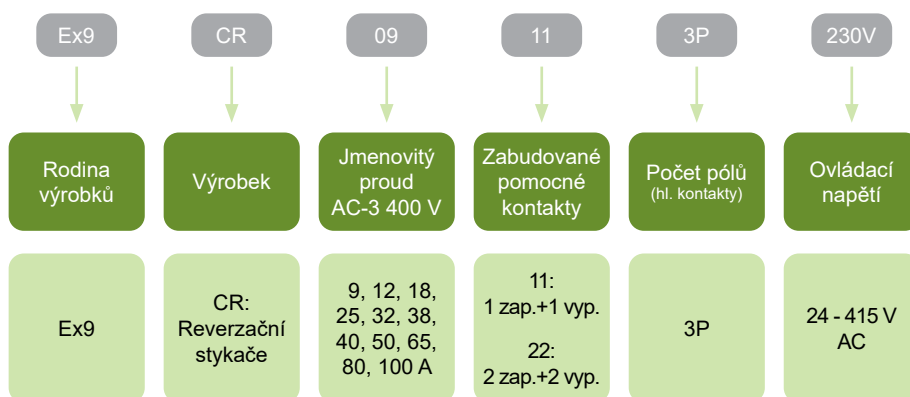 Ex9
CR
09
11
3P
230V
Rodina
výrobků
Výrobek
Jmenovitý
proud
AC-3 400 V
Zabudované
pomocné
kontakty
Počet pólů
(hl. kontakty)
Ovládací
napětí
Ex9
CR:
Reverzační
stykače
9, 12, 18,
25, 32, 38,
40, 50, 65,
80, 100 A
11:
1 zap.+1 vyp.
22:
2 zap.+2 vyp.
3P
24 - 415 V
AC